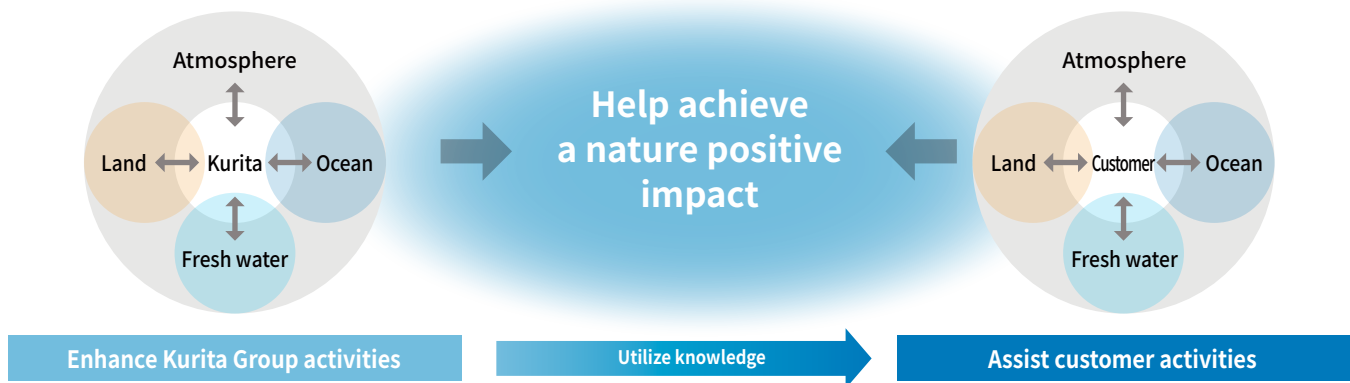 Atmosphere
Land
Kurita
Ocean
Fresh water
Help achieve
a nature positive
impact
Atmosphere
Land
Customer
Ocean
Fresh water
Enhance Kurita Group activities
Utilize knowledge
Assist customer activities